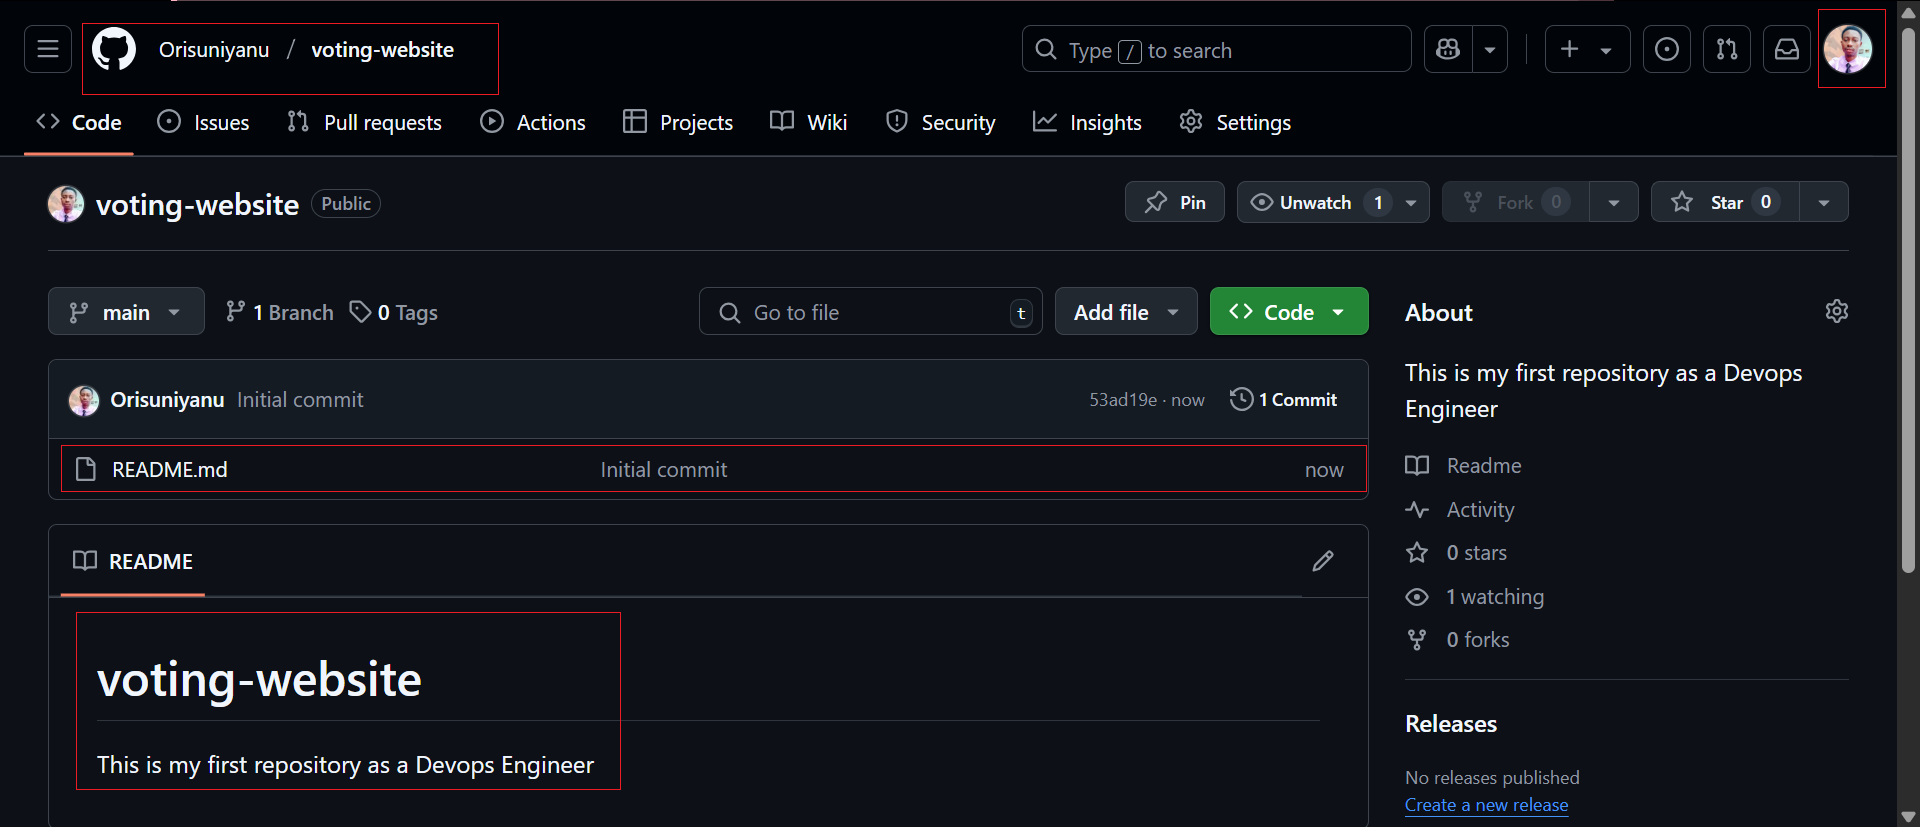 Orisuniyanu / voting-website
Type / to search
Code Issues Pull requests Actions Projects Wiki Security Insights Settings
voting-website Public
Pin Unwatch 1 Fork 0 Star 0
main 1 Branch 0 Tags Go to file t Add file Code
Orisuniyanu Initial commit 53ad19e · now 1 Commit
README.md Initial commit now
README
voting-website
This is my first repository as a Devops Engineer
About
This is my first repository as a Devops
Engineer
Readme
Activity
0 stars
1 watching
0 forks
Releases
No releases published
Create a new release